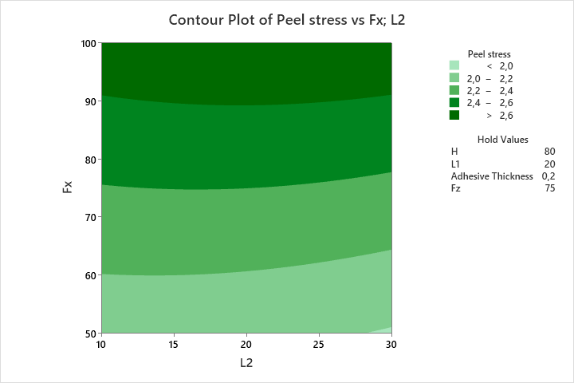 Contour Plot of Peel stress vs Fx; L2
Peel stress
< 2,0
2,0 – 2,2
2,2 – 2,4
2,4 – 2,6
> 2,6
Hold Values
H 80
L1 20
Adhesive Thickness 0,2
Fz 75
Fx
100
90
80
70
60
50
10 15 20 25 30
L2